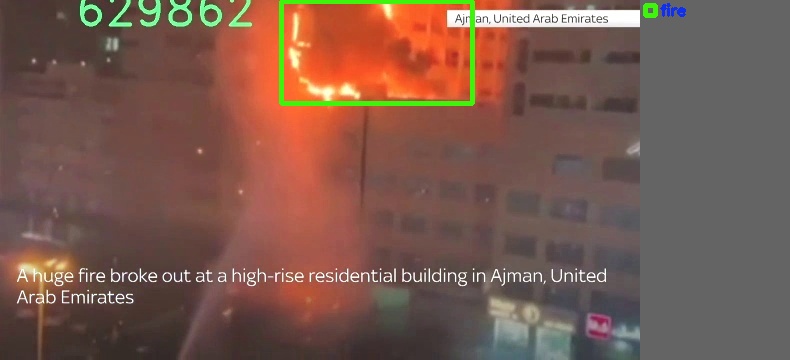 629862
Ajman, United Arab Emirates
fire
A huge fire broke out at a high-rise residential building in Ajman, United
Arab Emirates